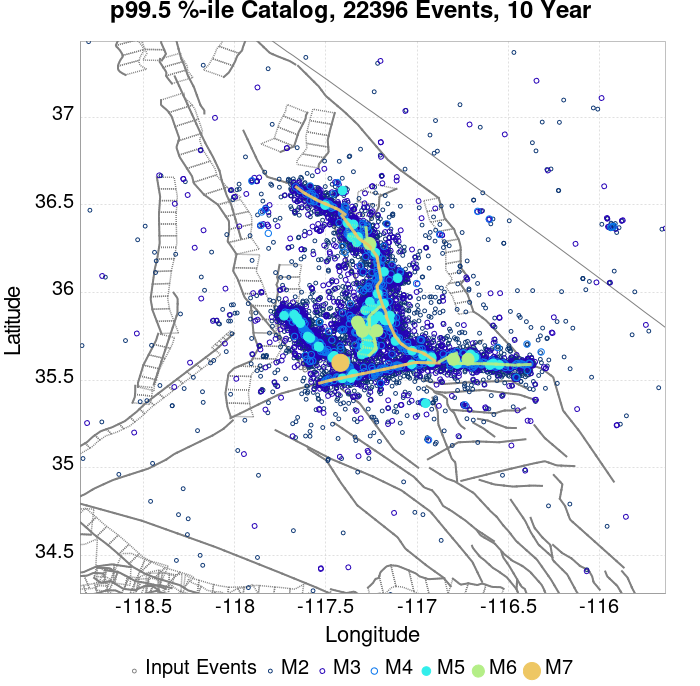 p99.5 %-ile Catalog, 22396 Events, 10 Year
37
36.5
36
35.5
35
34.5
Latitude
-118.5 -118 -117.5 -117 -116.5 -116
Longitude
Input Events M2 M3 M4 M5 M6 M7